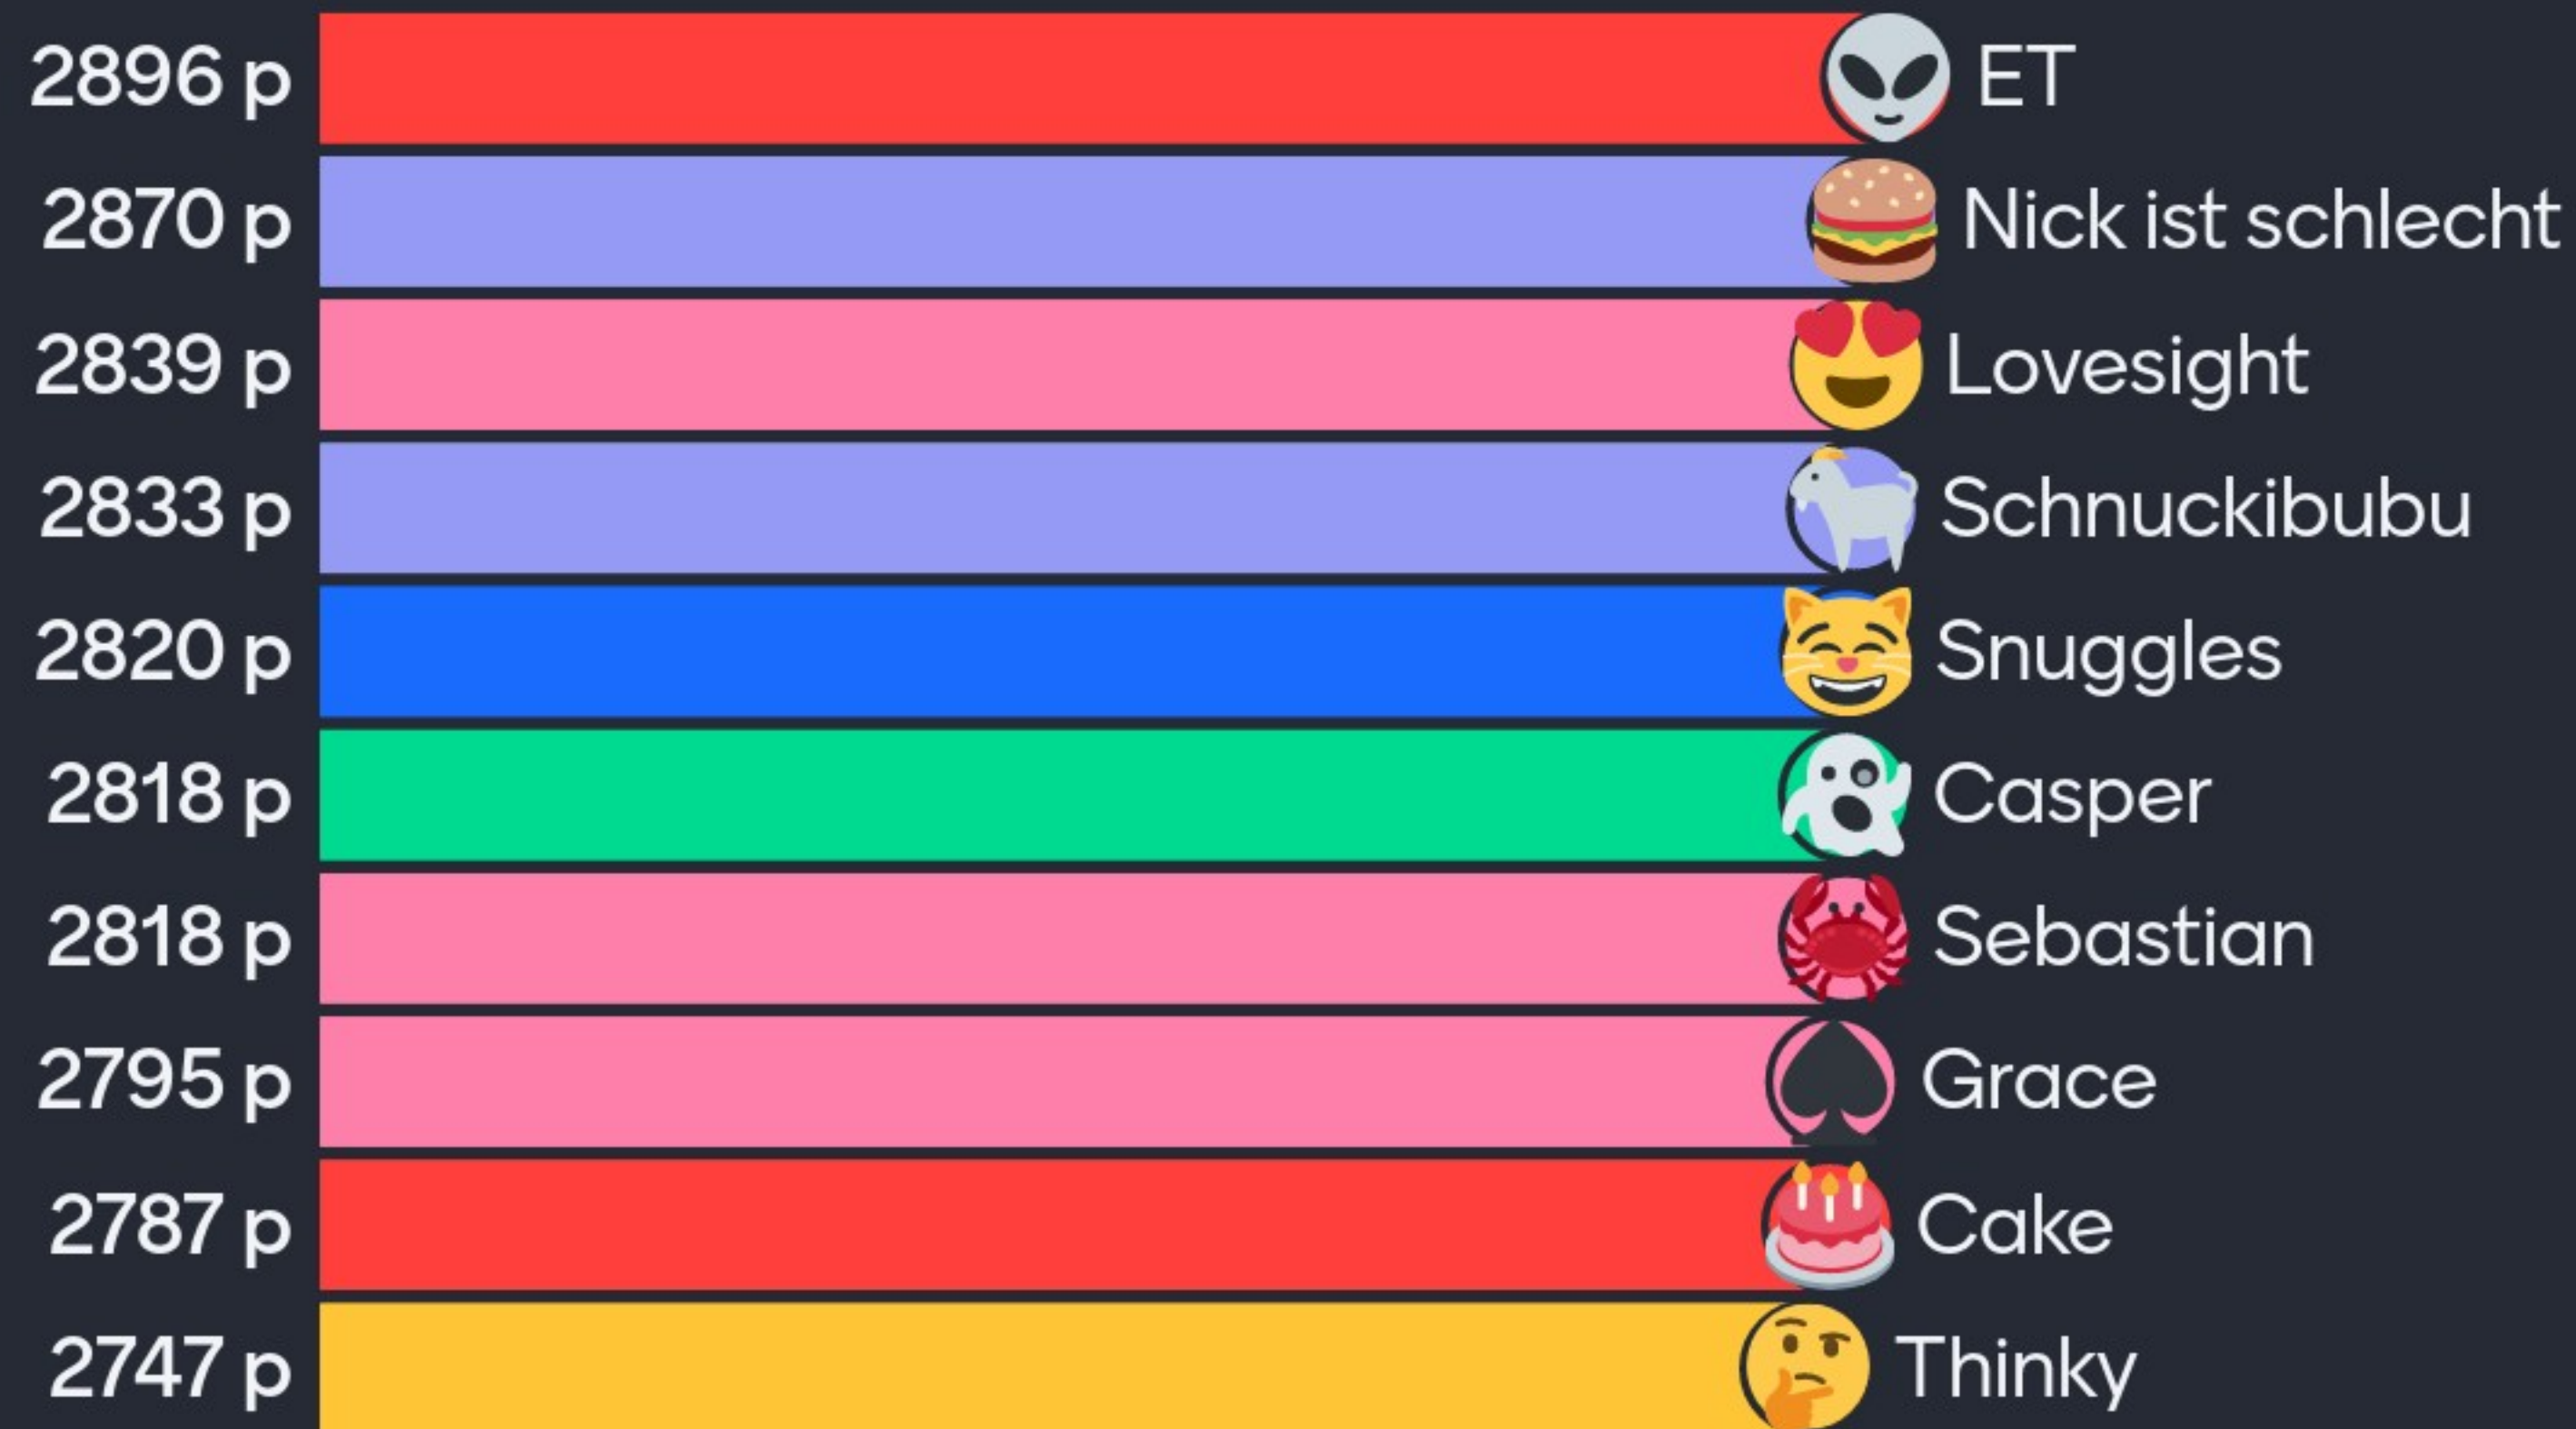 2896 p ET
2870 p Nick ist schlecht
2839 p Lovesight
2833 p Schnuckibubu
2820 p Snuggles
2818 p Casper
2818 p Sebastian
2795 p Grace
2787 p Cake
2747 p Thinky